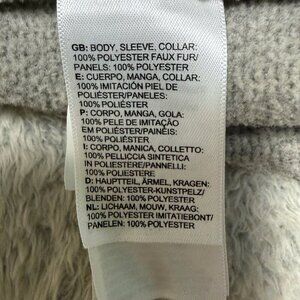 GB: BODY, SLEEVE, COLLAR:
100% POLYESTER FAUX FUR/
PANELS: 100% POLYESTER
E: CUERPO, MANGA, COLLAR:
100% IMITACIÓN PIEL DE
POLIÉSTER/PANELES:
100% POLIÉSTER
P: CORPO, MANGA, GOLA:
100% PELE DE IMITAÇÃO
EM POLIÉSTER/PAINÉIS:
100% POLIÉSTER
I: CORPO, MANICA, COLLETTO:
100% PELLICCIA SINTETICA
IN POLIESTERE/PANNELLI:
100% POLIESTERE
D: HAUPTTEIL, ÄRMEL, KRAGEN:
100% POLYESTER-KUNSTPELZ/
BLENDEN: 100% POLYESTER
NL: LICHAAM, MOUW, KRAAG:
100% POLYESTER IMITATIEBONT/
PANELEN: 100% POLYESTER